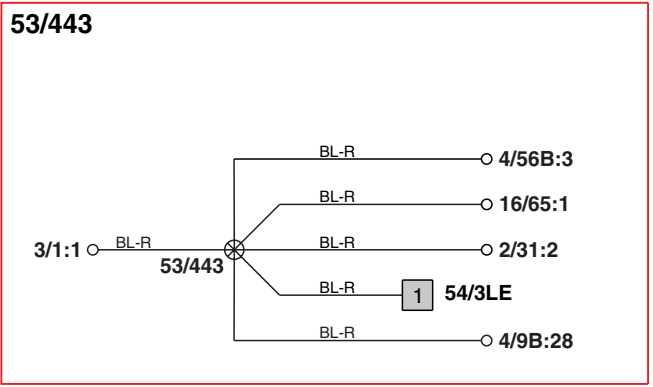 53/443
BL-R 4/56B:3
BL-R 16/65:1
3/1:1 BL-R 53/443 BL-R 2/31:2
BL-R 1 54/3LE
BL-R 4/9B:28